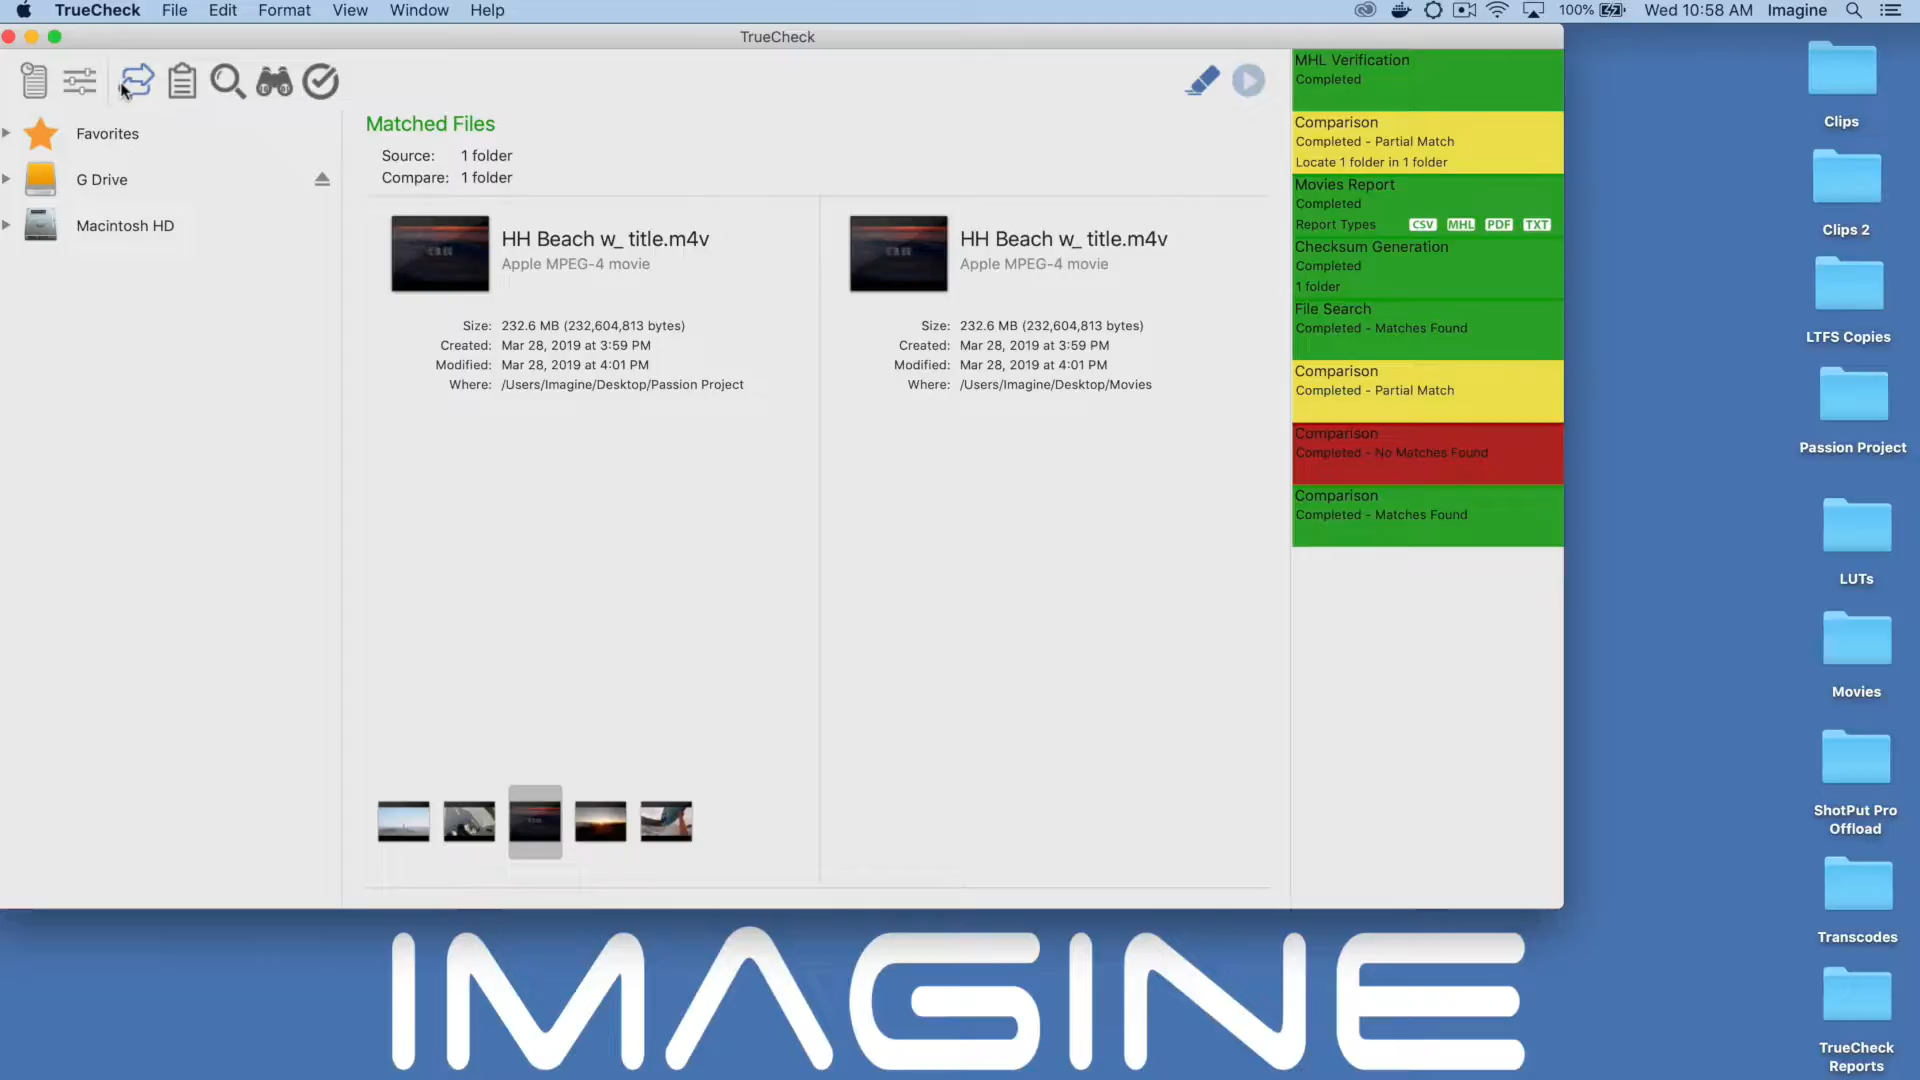 TrueCheck File Edit Format View Window Help
100% Wed 10:58 AM Imagine
TrueCheck
Favorites
G Drive
Macintosh HD
Matched Files
Source: 1 folder
Compare: 1 folder
HH Beach w_ title.m4v
Apple MPEG-4 movie
Size: 232.6 MB (232,604,813 bytes)
Created: Mar 28, 2019 at 3:59 PM
Modified: Mar 28, 2019 at 4:01 PM
Where: /Users/Imagine/Desktop/Passion Project
HH Beach w_ title.m4v
Apple MPEG-4 movie
Size: 232.6 MB (232,604,813 bytes)
Created: Mar 28, 2019 at 3:59 PM
Modified: Mar 28, 2019 at 4:01 PM
Where: /Users/Imagine/Desktop/Movies
MHL Verification
Completed
Comparison
Completed - Partial Match
Locate 1 folder in 1 folder
Movies Report
Completed
Report Types CSV MHL PDF TXT
Checksum Generation
Completed
1 folder
File Search
Completed - Matches Found
Comparison
Completed - Partial Match
Comparison
Completed - No Matches Found
Comparison
Completed - Matches Found
Clips
Clips 2
LTFS Copies
Passion Project
LUTs
Movies
ShotPut Pro
Offload
Transcodes
TrueCheck
Reports
IMAGINE